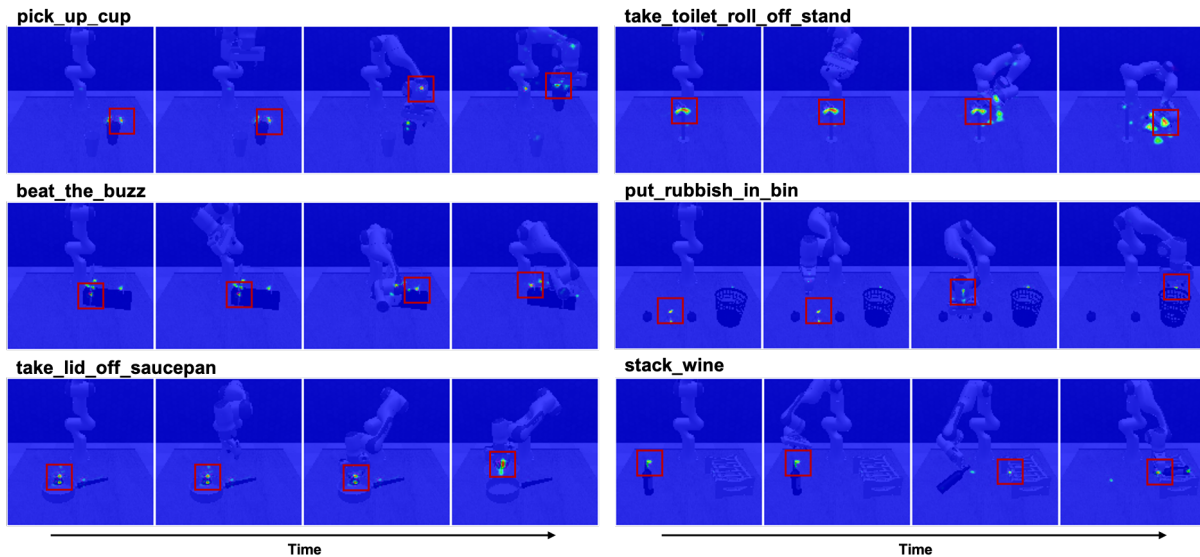 pick_up_cup
take_toilet_roll_off_stand
beat_the_buzz
put_rubbish_in_bin
take_lid_off_saucepan
stack_wine
Time
Time